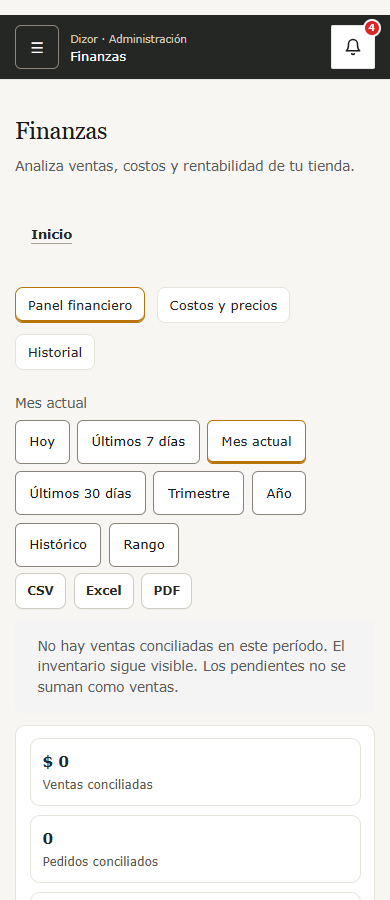 Dizor · Administración
Finanzas
4
Finanzas
Analiza ventas, costos y rentabilidad de tu tienda.
Inicio
Panel financiero
Costos y precios
Historial
Mes actual
Hoy
Últimos 7 días
Mes actual
Últimos 30 días
Trimestre
Año
Histórico
Rango
CSV
Excel
PDF
No hay ventas conciliadas en este período. El
inventario sigue visible. Los pendientes no se
suman como ventas.
$ 0
Ventas conciliadas
0
Pedidos conciliados